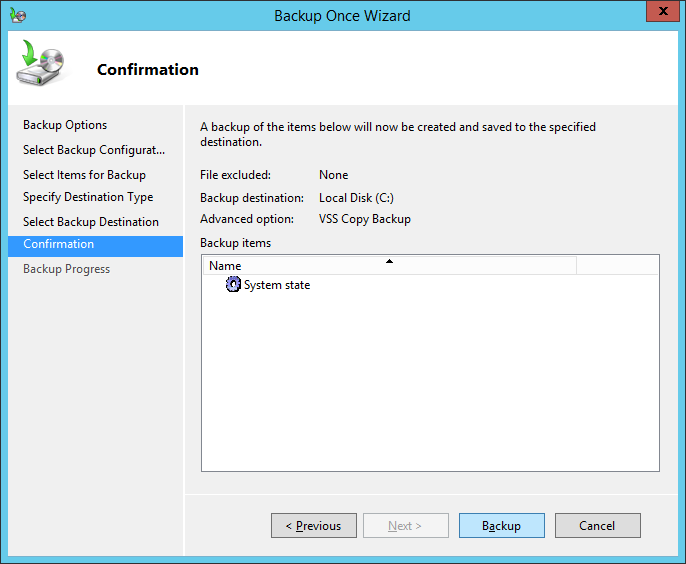 Backup Once Wizard
x
Confirmation
Backup Options
Select Backup Configurat...
Select Items for Backup
Specify Destination Type
Select Backup Destination
Confirmation
Backup Progress
A backup of the items below will now be created and saved to the specified
destination.
File excluded: None
Backup destination: Local Disk (C:)
Advanced option: VSS Copy Backup
Backup items
Name
System state
< Previous Next > Backup Cancel